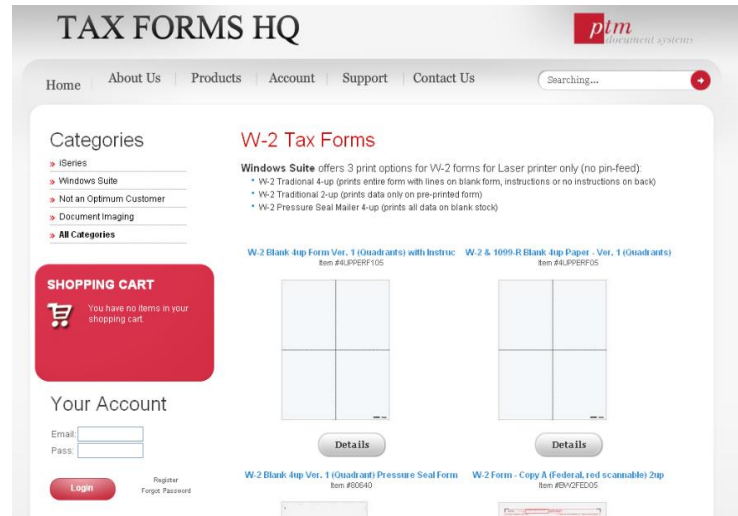 TAX FORMS HQ
ptm
document systems
Home
About Us
Products
Account
Support
Contact Us
Searching...
Categories
» iSeries
» Windows Suite
» Not an Optimum Customer
» Document Imaging
» All Categories
SHOPPING CART
You have no items in your
shopping cart.
Your Account
Email:
Pass:
Login
Register
Forgot Password
W-2 Tax Forms
Windows Suite offers 3 print options for W-2 forms for Laser printer only (no pin-feed):
* W-2 Tradional 4-up (prints entire form with lines on blank form, instructions or no instructions on back)
* W-2 Traditional 2-up (prints data only on pre-printed form)
* W-2 Pressure Seal Mailer 4-up (prints all data on blank stock)
W-2 Blank 4up Form Ver. 1 (Quadrants) with Instruc
Item #4UPPERF105
Details
W-2 & 1099-R Blank 4up Paper - Ver. 1 (Quadrants)
Item #4UPPERF05
Details
W-2 Blank 4up Ver. 1 (Quadrant) Pressure Seal Form
Item #80640
W-2 Form - Copy A (Federal, red scannable) 2up
Item #BW2FED05